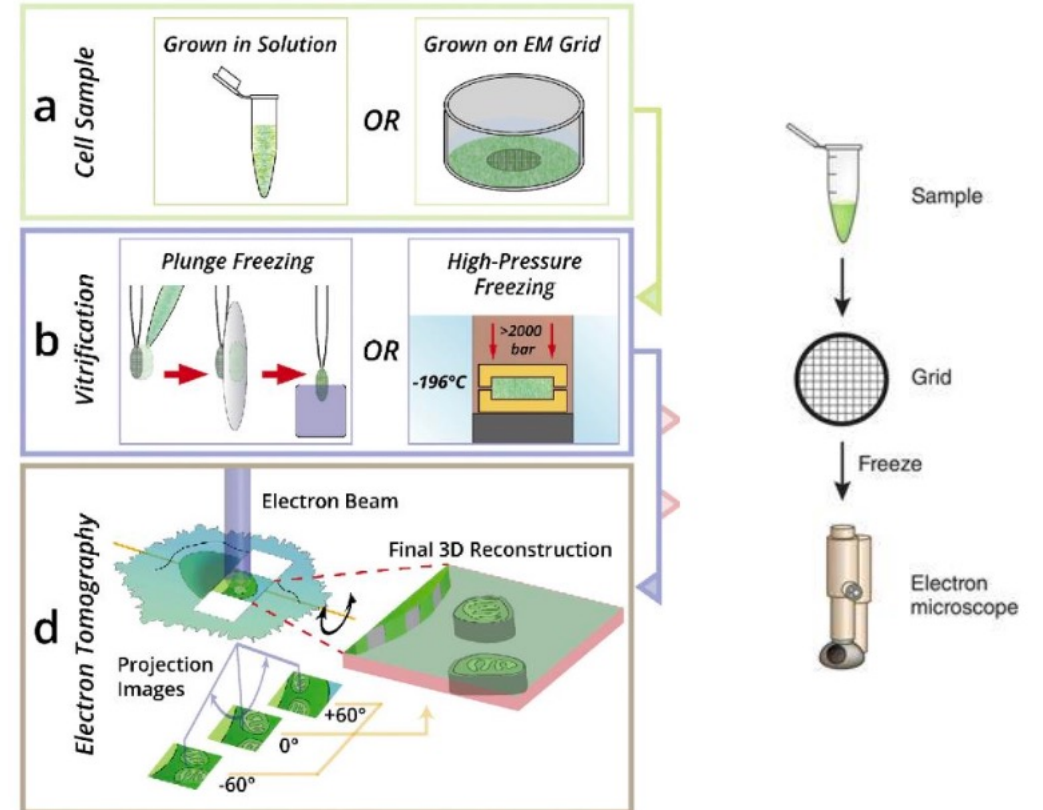 a
Cell Sample
Grown in Solution
OR
Grown on EM Grid
b
Vitrification
Plunge Freezing
OR
High-Pressure
Freezing
>2000
bar
-196°C
d
Electron Tomography
Electron Beam
Final 3D Reconstruction
Projection
Images
+60°
0°
-60°
Sample
Grid
Freeze
Electron
microscope